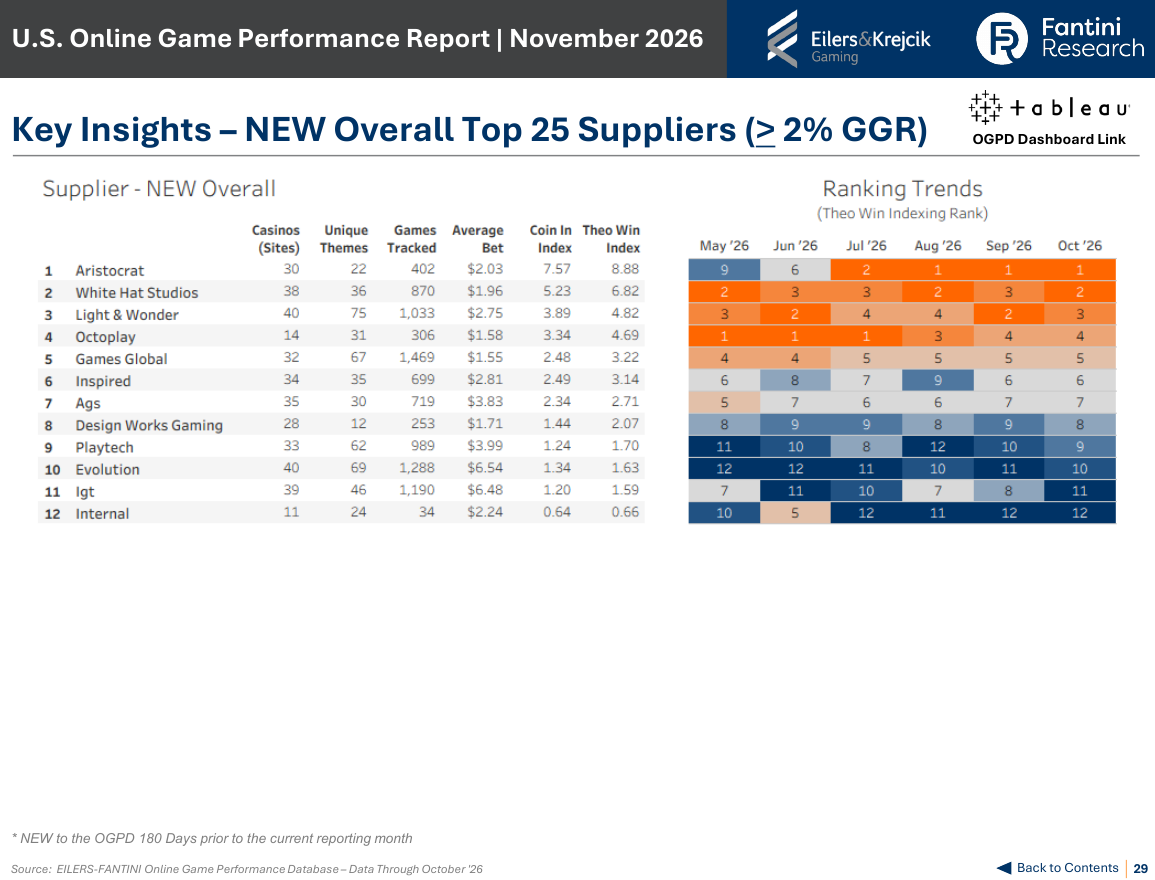 U.S. Online Game Performance Report | November 2026
Eilers&Krejcik
Gaming
Fantini
Research
Key Insights – NEW Overall Top 25 Suppliers (≥ 2% GGR)
+ a b l e a u
OGPD Dashboard Link
Supplier - NEW Overall
Casinos (Sites) Unique Themes Games Tracked Average Bet Coin In Index Theo Win Index
1 Aristocrat 30 22 402 $2.03 7.57 8.88
2 White Hat Studios 38 36 870 $1.96 5.23 6.82
3 Light & Wonder 40 75 1,033 $2.75 3.89 4.82
4 Octoplay 14 31 306 $1.58 3.34 4.69
5 Games Global 32 67 1,469 $1.55 2.48 3.22
6 Inspired 34 35 699 $2.81 2.49 3.14
7 Ags 35 30 719 $3.83 2.34 2.71
8 Design Works Gaming 28 12 253 $1.71 1.44 2.07
9 Playtech 33 62 989 $3.99 1.24 1.70
10 Evolution 40 69 1,288 $6.54 1.34 1.63
11 Igt 39 46 1,190 $6.48 1.20 1.59
12 Internal 11 24 34 $2.24 0.64 0.66
Ranking Trends
(Theo Win Indexing Rank)
May '26 Jun '26 Jul '26 Aug '26 Sep '26 Oct '26
9 6 2 1 1 1
2 3 3 2 3 2
3 2 4 4 2 3
1 1 1 3 4 4
4 4 5 5 5 5
6 8 7 9 6 6
5 7 6 6 7 7
8 9 9 8 9 8
11 10 8 12 10 9
12 12 11 10 11 10
7 11 10 7 8 11
10 5 12 11 12 12
* NEW to the OGPD 180 Days prior to the current reporting month
Source: EILERS-FANTINI Online Game Performance Database – Data Through October '26
Back to Contents 29